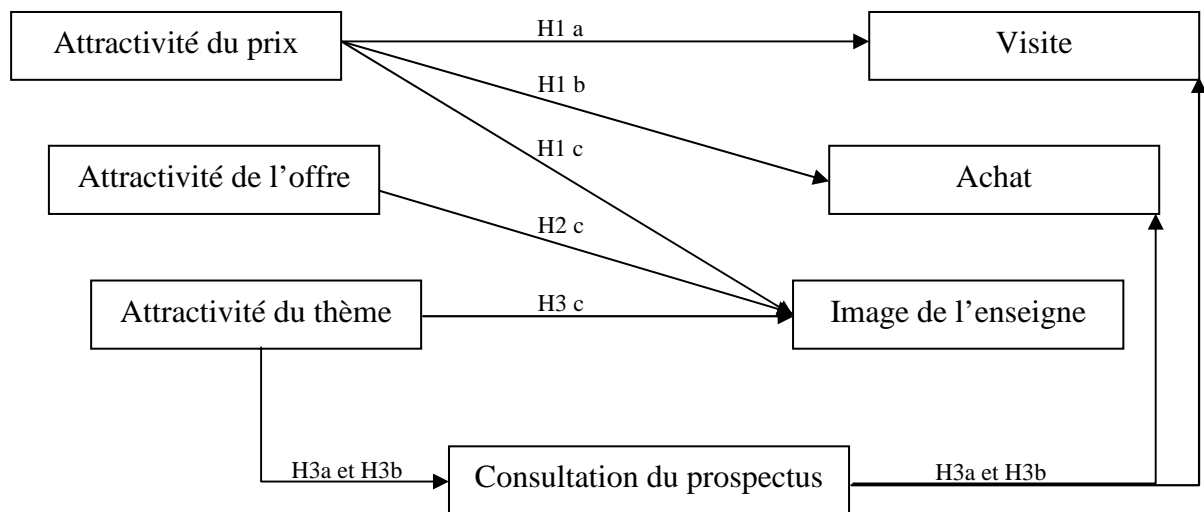 Attractivité du prix
H1 a
Visite
H1 b
H1 c
Attractivité de l’offre
Achat
H2 c
Attractivité du thème
H3 c
Image de l’enseigne
H3a et H3b
Consultation du prospectus
H3a et H3b